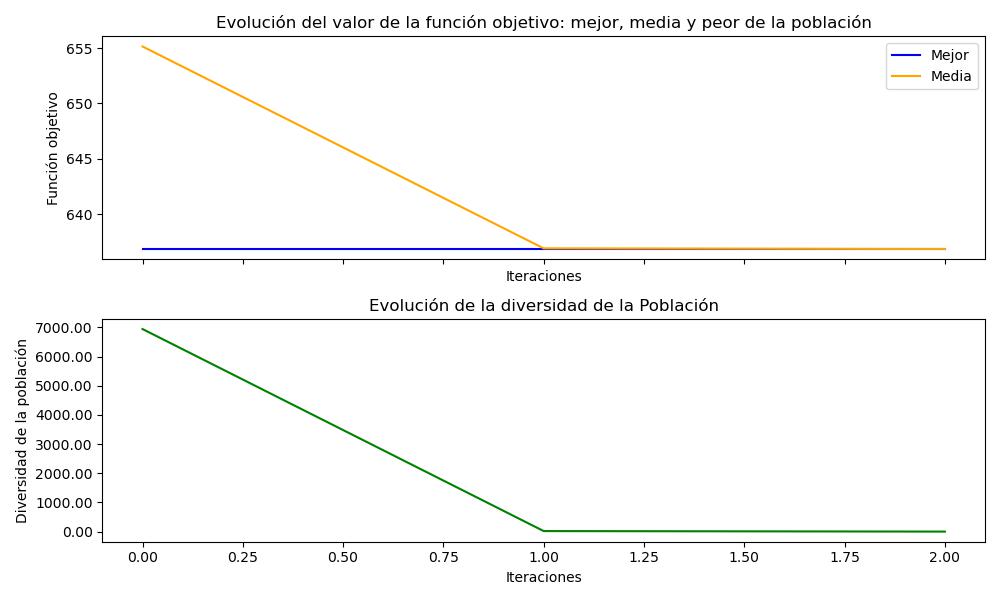 Evolución del valor de la función objetivo: mejor, media y peor de la población
Función objetivo
655
650
645
640
Mejor
Media
Iteraciones
Evolución de la diversidad de la Población
Diversidad de la población
7000.00
6000.00
5000.00
4000.00
3000.00
2000.00
1000.00
0.00
0.00 0.25 0.50 0.75 1.00 1.25 1.50 1.75 2.00
Iteraciones